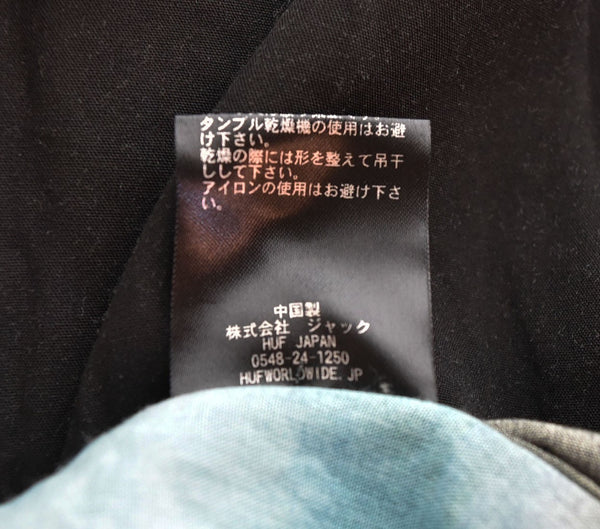 タンブル乾燥機の使用はお避
け下さい。
乾燥の際には形を整えて吊干
しして下さい。
アイロンの使用はお避け下さ
い。
中国製
株式会社 ジャック
HUF JAPAN
0548-24-1250
HUFWORLDWIDE.JP